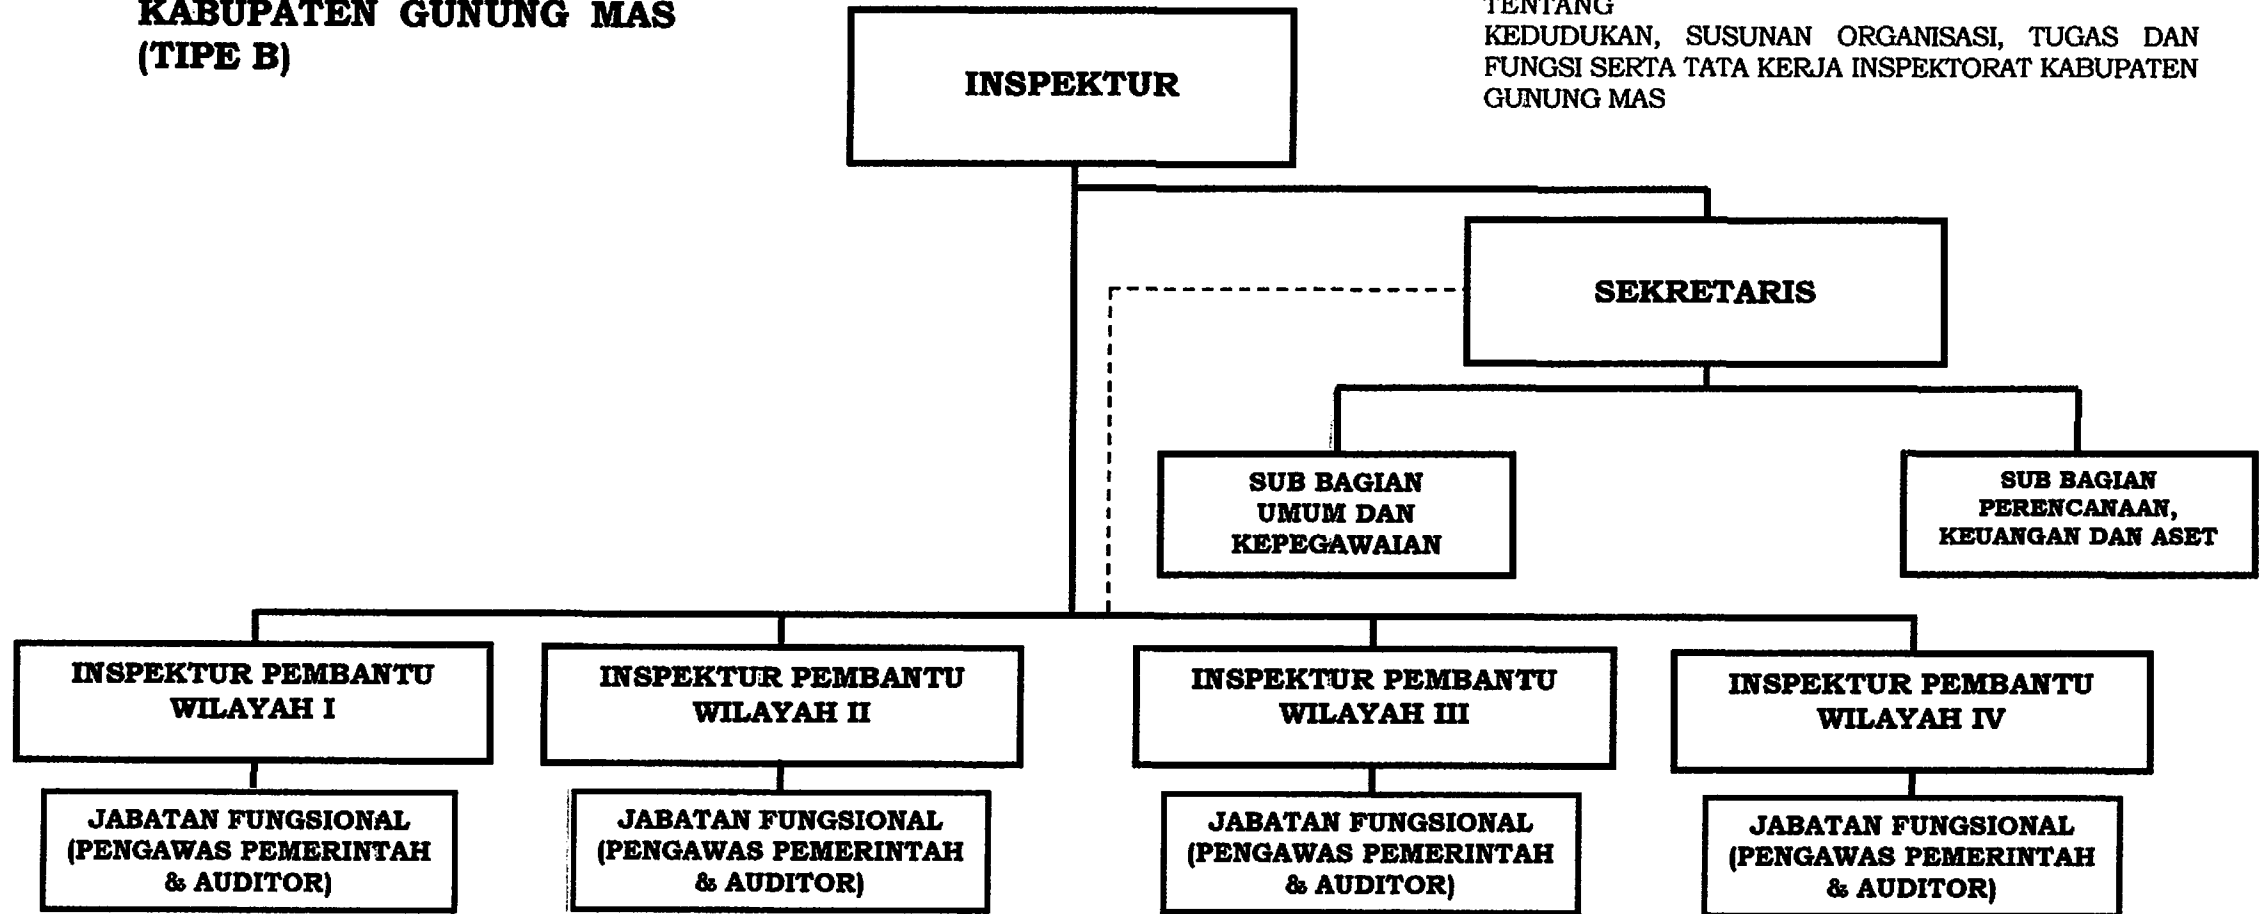 KABUPATEN GUNUNG MAS
(TIPE B)
TENTANG
KEDUDUKAN, SUSUNAN ORGANISASI, TUGAS DAN
FUNGSI SERTA TATA KERJA INSPEKTORAT KABUPATEN
GUNUNG MAS
INSPEKTUR
SEKRETARIS
SUB BAGIAN
UMUM DAN
KEPEGAWAIAN
SUB BAGIAN
PERENCANAAN,
KEUANGAN DAN ASET
INSPEKTUR PEMBANTU
WILAYAH I
INSPEKTUR PEMBANTU
WILAYAH II
INSPEKTUR PEMBANTU
WILAYAH III
INSPEKTUR PEMBANTU
WILAYAH IV
JABATAN FUNGSIONAL
(PENGAWAS PEMERINTAH
& AUDITOR)
JABATAN FUNGSIONAL
(PENGAWAS PEMERINTAH
& AUDITOR)
JABATAN FUNGSIONAL
(PENGAWAS PEMERINTAH
& AUDITOR)
JABATAN FUNGSIONAL
(PENGAWAS PEMERINTAH
& AUDITOR)